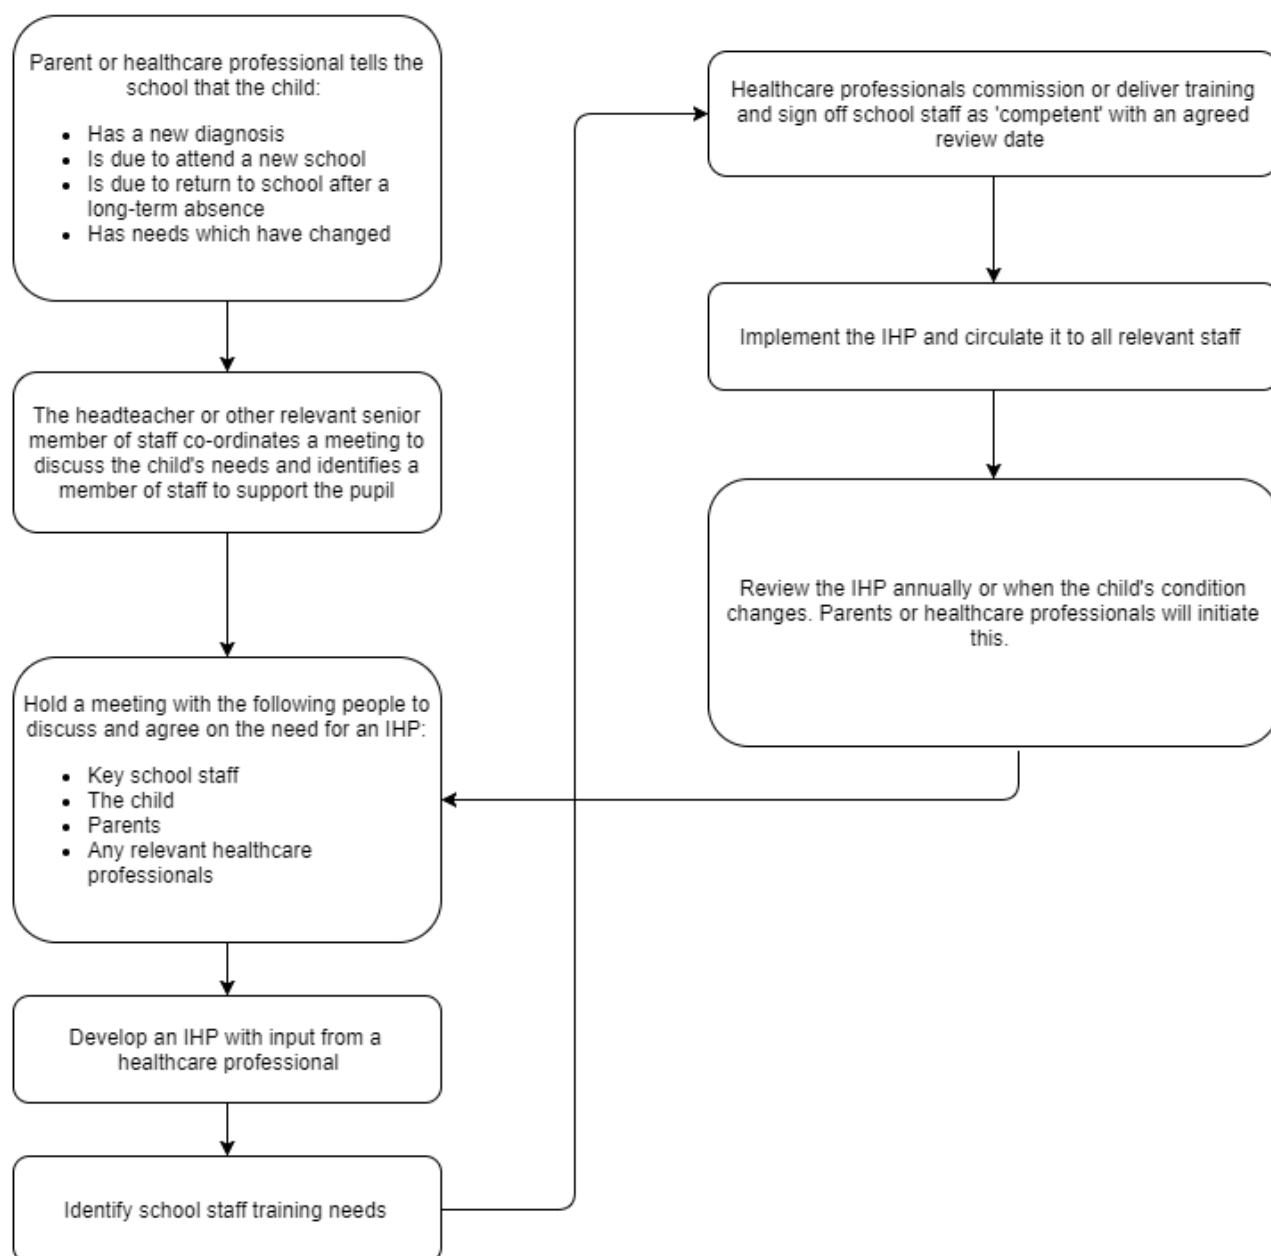 Parent or healthcare professional tells the
school that the child:
• Has a new diagnosis
• Is due to attend a new school
• Is due to return to school after a
long-term absence
• Has needs which have changed
The headteacher or other relevant senior
member of staff co-ordinates a meeting to
discuss the child's needs and identifies a
member of staff to support the pupil
Hold a meeting with the following people to
discuss and agree on the need for an IHP:
• Key school staff
• The child
• Parents
• Any relevant healthcare
professionals
Develop an IHP with input from a
healthcare professional
Identify school staff training needs
Healthcare professionals commission or deliver training
and sign off school staff as 'competent' with an agreed
review date
Implement the IHP and circulate it to all relevant staff
Review the IHP annually or when the child's condition
changes. Parents or healthcare professionals will initiate
this.